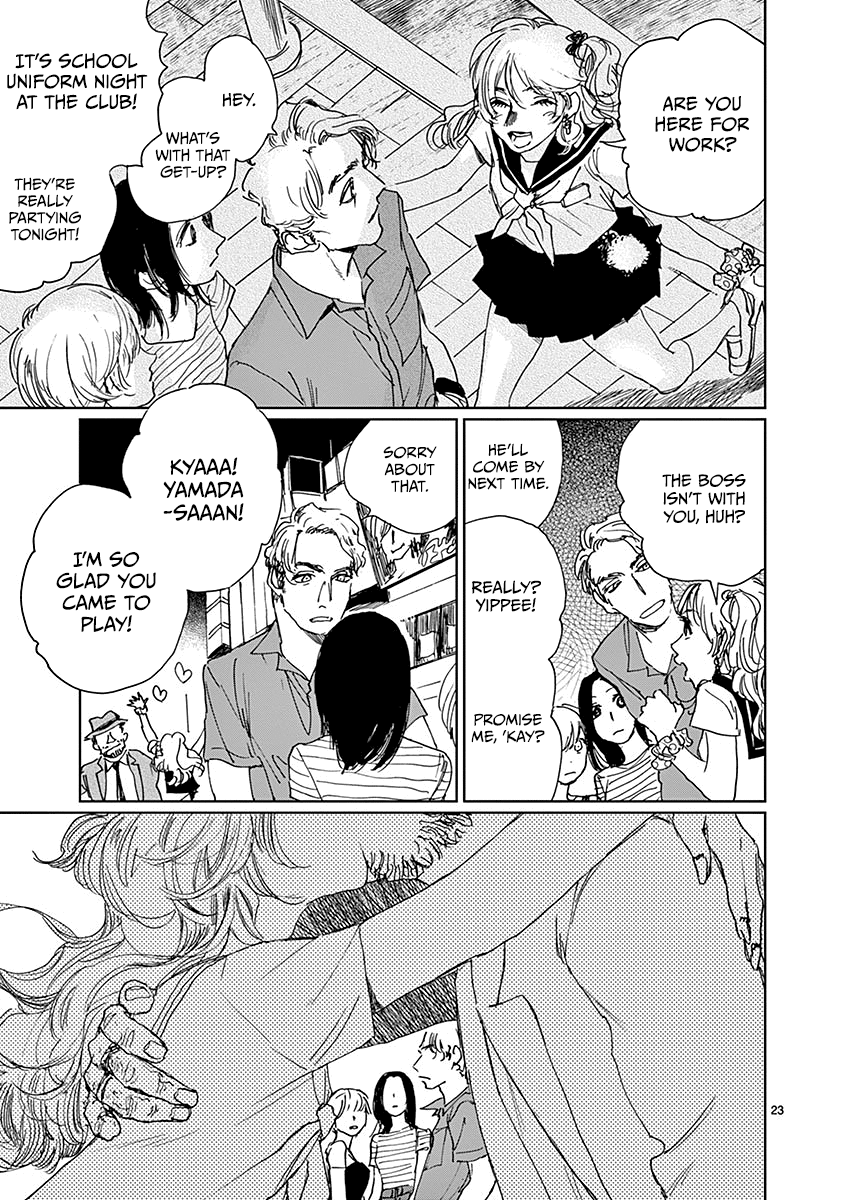 ARE YOU
HERE FOR
WORK?
HEY.
WHAT'S
WITH THAT
GET-UP?
IT'S SCHOOL
UNIFORM NIGHT
AT THE CLUB!
THEY'RE
REALLY
PARTYING
TONIGHT!
THE BOSS
ISN'T WITH
YOU, HUH?
HE'LL
COME BY
NEXT TIME.
REALLY?
YIPPEE!
PROMISE
ME, 'KAY?
SORRY
ABOUT
THAT.
KYAAA!
YAMADA
-SAAAN!
I'M SO
GLAD YOU
CAME TO
PLAY!
23